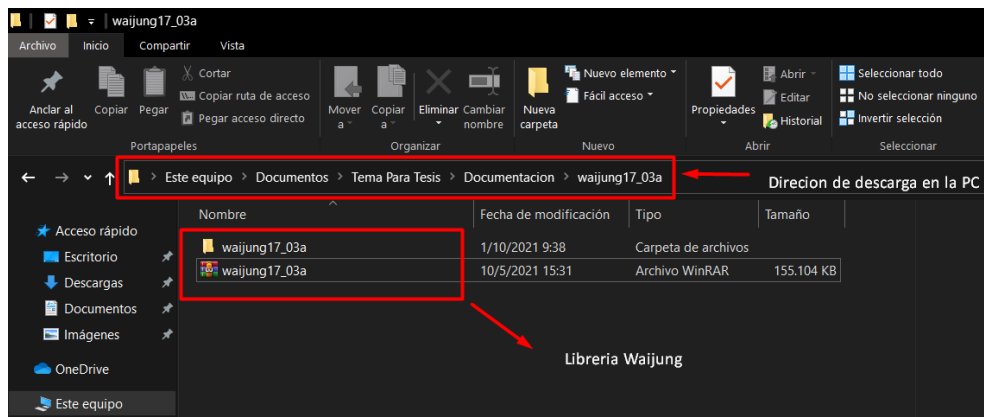 waijung17_03a
Archivo Inicio Compartir Vista
Anclar al acceso rápido
Copiar
Pegar
Cortar
Copiar ruta de acceso
Pegar acceso directo
Portapapeles
Mover a
Copiar a
Eliminar
Cambiar nombre
Organizar
Nueva carpeta
Nuevo elemento
Fácil acceso
Nuevo
Propiedades
Abrir
Editar
Historial
Abrir
Seleccionar todo
No seleccionar ninguno
Invertir selección
Seleccionar
Este equipo > Documentos > Tema Para Tesis > Documentacion > waijung17_03a
Direcion de descarga en la PC
Nombre Fecha de modificación Tipo Tamaño
waijung17_03a 1/10/2021 9:38 Carpeta de archivos
waijung17_03a 10/5/2021 15:31 Archivo WinRAR 155.104 KB
Acceso rápido
Escritorio
Descargas
Documentos
Imágenes
OneDrive
Este equipo
Libreria Waijung